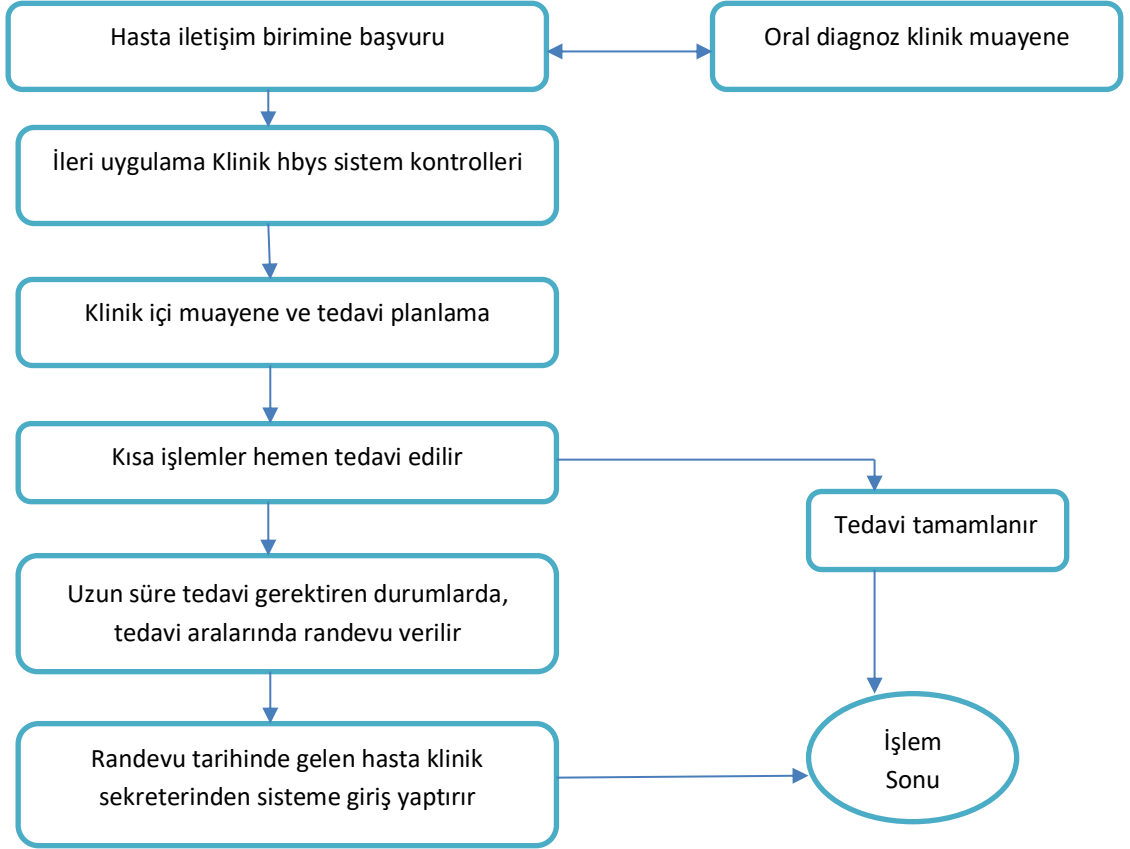 Hasta iletişim birimine başvuru
Oral diagnoz klinik muayene
İleri uygulama Klinik hbys sistem kontrolleri
Klinik içi muayene ve tedavi planlama
Kısa işlemler hemen tedavi edilir
Tedavi tamamlanır
Uzun süre tedavi gerektiren durumlarda,
tedavi aralarında randevu verilir
Randevu tarihinde gelen hasta klinik
sekreterinden sisteme giriş yaptırır
İşlem
Sonu